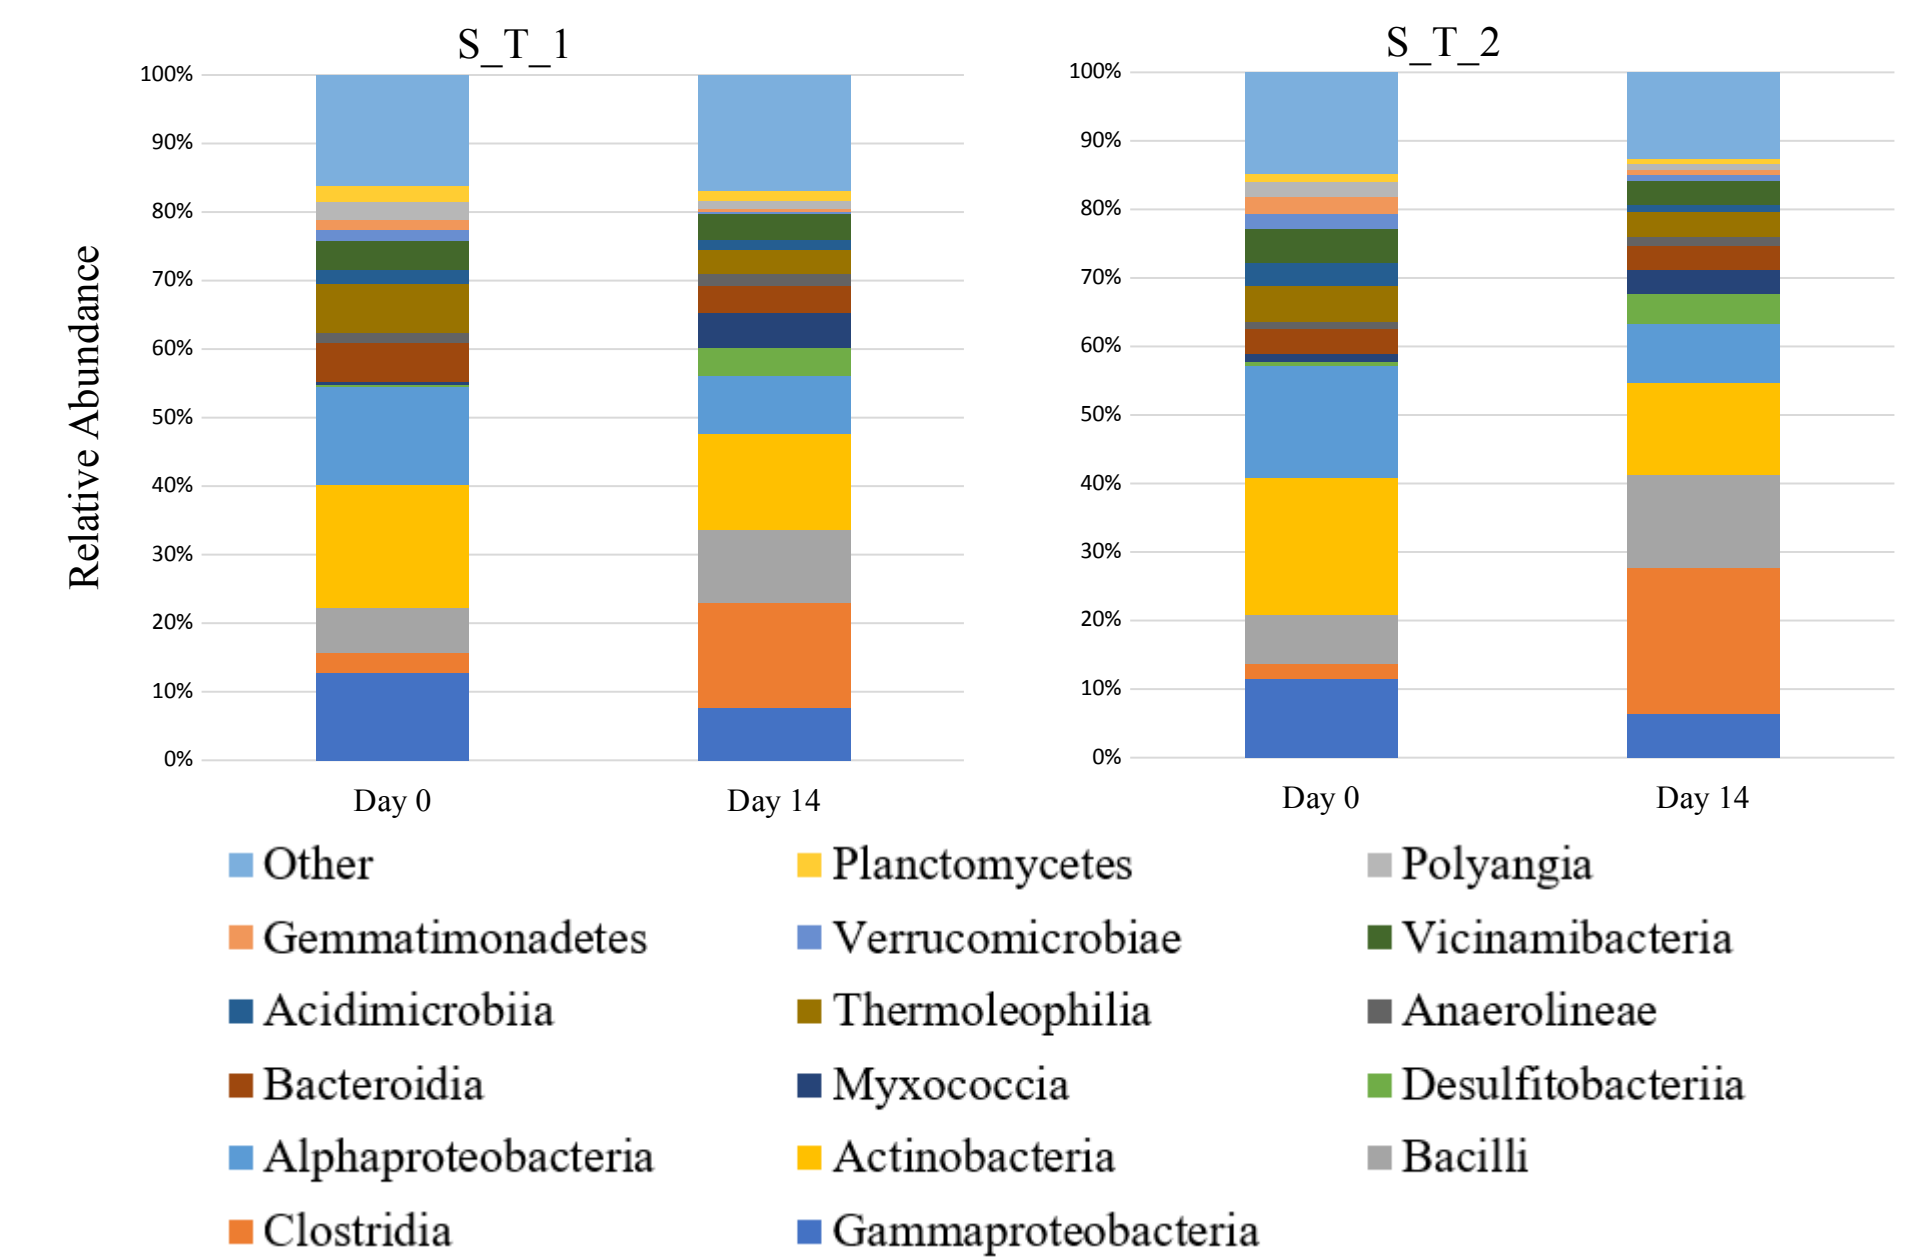 S_T_1
S_T_2
Relative Abundance
100%
90%
80%
70%
60%
50%
40%
30%
20%
10%
0%
Day 0
Day 14
100%
90%
80%
70%
60%
50%
40%
30%
20%
10%
0%
Day 0
Day 14
Other
Planctomycetes
Polyangia
Gemmatimonadetes
Verrucomicrobiae
Vicinamibacteria
Acidimicrobiia
Thermoleophilia
Anaerolineae
Bacteroidia
Myxococcia
Desulfitobacteriia
Alphaproteobacteria
Actinobacteria
Bacilli
Clostridia
Gammaproteobacteria